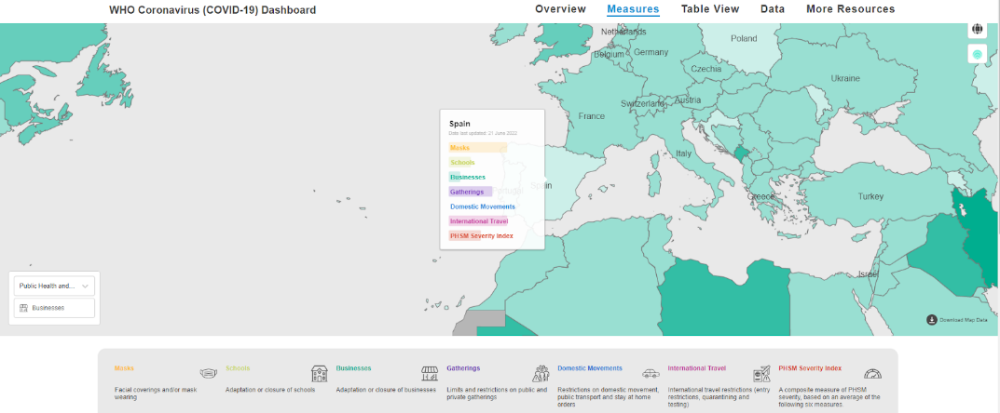 WHO Coronavirus (COVID-19) Dashboard
Overview Measures Table View Data More Resources
Netherlands
Poland
Belgium Germany
Czechia
Ukraine
Switzerland Austria
France
Italy
Spain
Portugal
Greece
Turkey
Israel
Spain
Date last updated: 21 June 2022
Masks
Schools
Businesses
Gatherings
Domestic Movements
International Travel
PHSM Severity Index
Public Health and...
Businesses
Download Map Data
Masks
Facial coverings and/or mask
wearing
Schools
Adaptation or closure of schools
Businesses
Adaptation or closure of businesses
Gatherings
Limits and restrictions on public and
private gatherings
Domestic Movements
Restrictions on domestic movement,
public transport and stay at home
orders
International Travel
International travel restrictions (entry
restrictions, quarantining and
testing)
PHSM Severity Index
A composite measure of PHSM
severity, based on an average of the
following six measures.